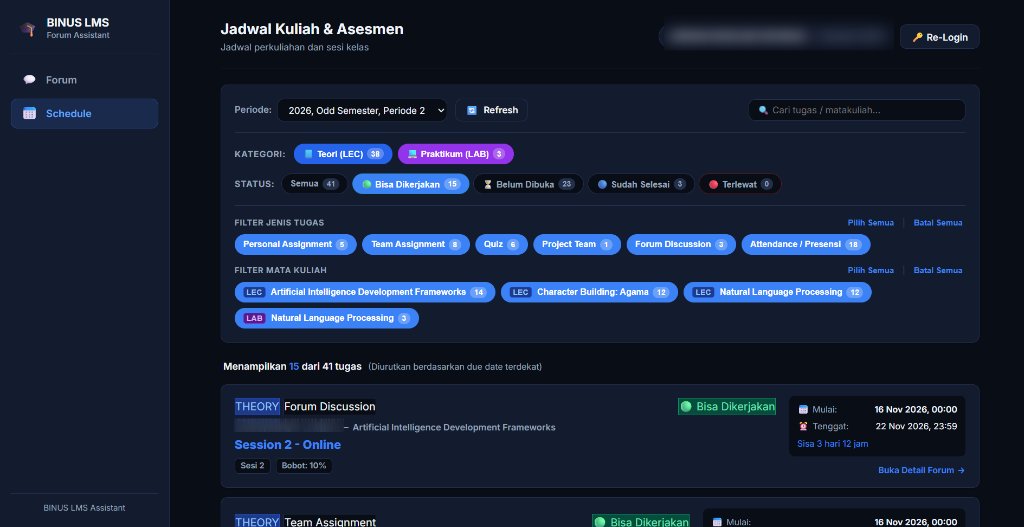 BINUS LMS
Forum Assistant
Forum
Schedule
BINUS LMS Assistant
Jadwal Kuliah & Asesmen
Jadwal perkuliahan dan sesi kelas
Re-Login
Periode: 2026, Odd Semester, Periode 2 Refresh Cari tugas / matakuliah...
KATEGORI: Teori (LEC) 38 Praktikum (LAB) 3
STATUS: Semua 41 Bisa Dikerjakan 15 Belum Dibuka 23 Sudah Selesai 3 Terlewat 0
FILTER JENIS TUGAS Pilih Semua | Batal Semua
Personal Assignment 5 Team Assignment 8 Quiz 6 Project Team 1 Forum Discussion 3 Attendance / Presensi 18
FILTER MATA KULIAH Pilih Semua | Batal Semua
LEC Artificial Intelligence Development Frameworks 14 LEC Character Building: Agama 12 LEC Natural Language Processing 12
LAB Natural Language Processing 3
Menampilkan 15 dari 41 tugas (Diurutkan berdasarkan due date terdekat)
THEORY Forum Discussion Bisa Dikerjakan
– Artificial Intelligence Development Frameworks
Session 2 - Online
Sesi 2 Bobot: 10%
Mulai: 16 Nov 2026, 00:00
Tenggat: 22 Nov 2026, 23:59
Sisa 3 hari 12 jam
Buka Detail Forum →
THEORY Team Assignment Bisa Dikerjakan
Mulai: 16 Nov 2026, 00:00